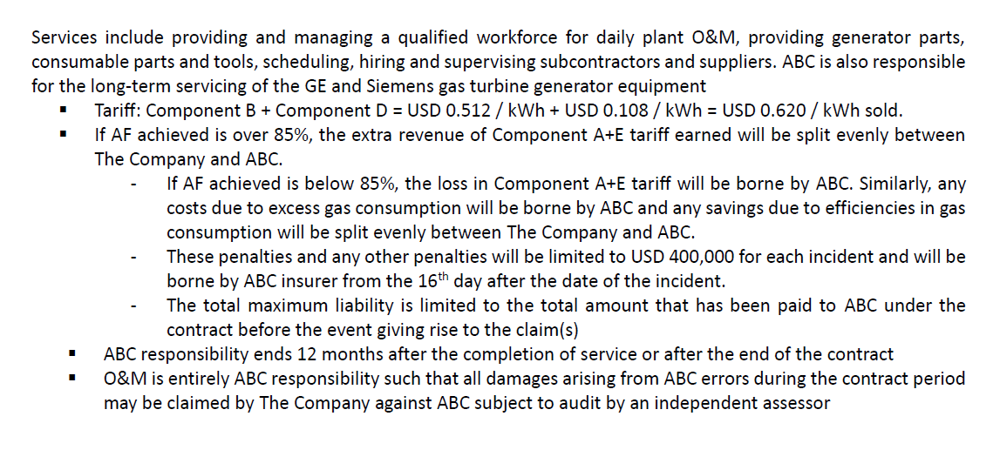 Services include providing and managing a qualified workforce for daily plant O&M, providing generator parts,
consumable parts and tools, scheduling, hiring and supervising subcontractors and suppliers. ABC is also responsible
for the long-term servicing of the GE and Siemens gas turbine generator equipment
▪ Tariff: Component B + Component D = USD 0.512 / kWh + USD 0.108 / kWh = USD 0.620 / kWh sold.
▪ If AF achieved is over 85%, the extra revenue of Component A+E tariff earned will be split evenly between
The Company and ABC.
- If AF achieved is below 85%, the loss in Component A+E tariff will be borne by ABC. Similarly, any
costs due to excess gas consumption will be borne by ABC and any savings due to efficiencies in gas
consumption will be split evenly between The Company and ABC.
- These penalties and any other penalties will be limited to USD 400,000 for each incident and will be
borne by ABC insurer from the 16th day after the date of the incident.
- The total maximum liability is limited to the total amount that has been paid to ABC under the
contract before the event giving rise to the claim(s)
▪ ABC responsibility ends 12 months after the completion of service or after the end of the contract
▪ O&M is entirely ABC responsibility such that all damages arising from ABC errors during the contract period
may be claimed by The Company against ABC subject to audit by an independent assessor